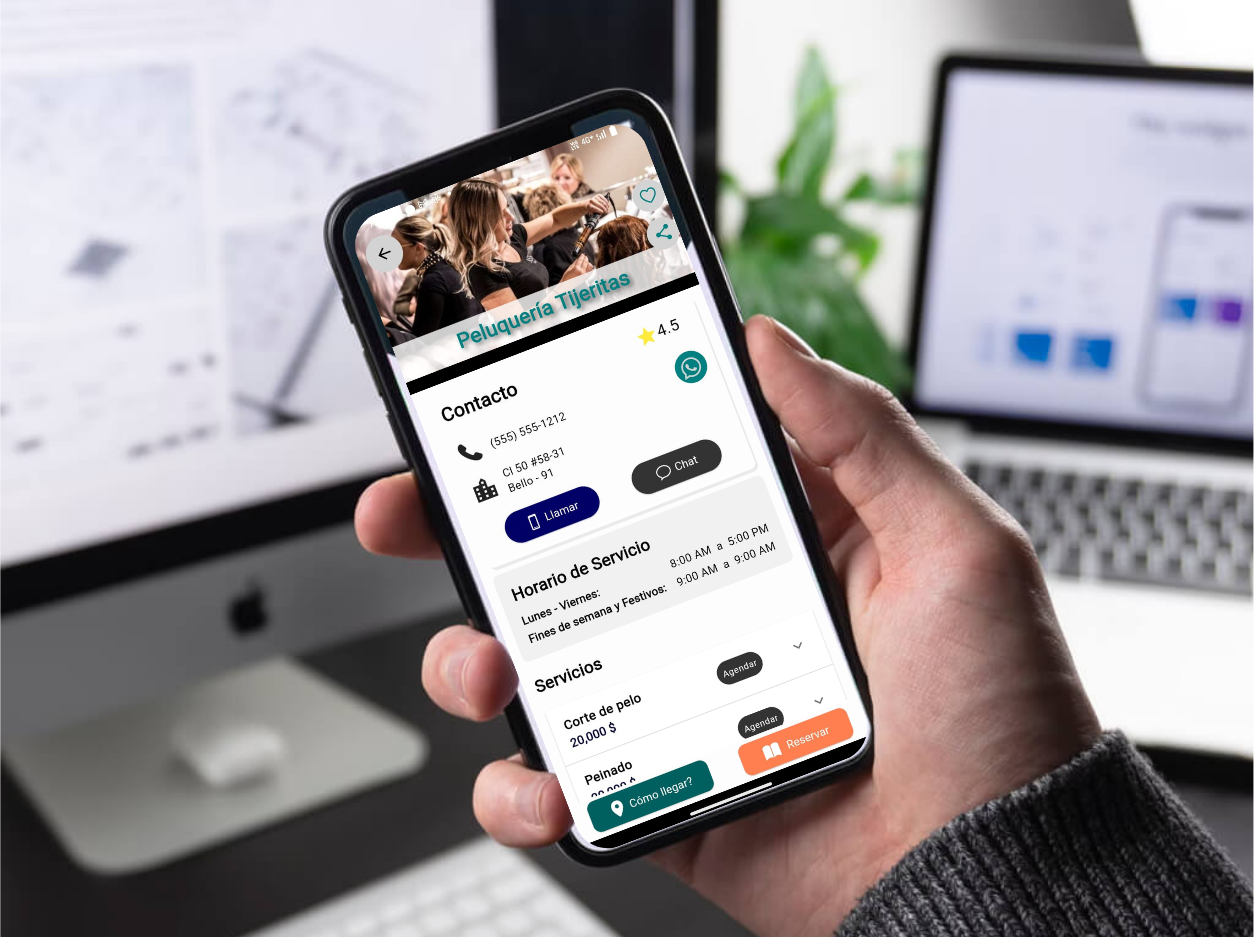 4G+
Peluquería Tijeritas
4.5
Contacto
(555) 555-1212
Cl 50 #58-31
Bello - 91
Llamar
Chat
Horario de Servicio
Lunes - Viernes: 8:00 AM a 5:00 PM
Fines de semana y Festivos: 9:00 AM a 9:00 AM
Servicios
Corte de pelo
20,000 $
Agendar
Peinado
Agendar
Cómo llegar?
Reservar